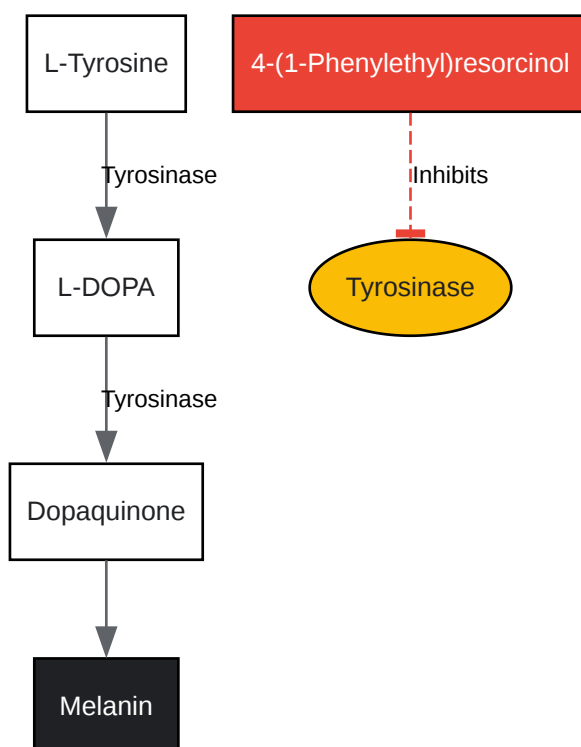 L-Tyrosine
4-(1-Phenylethyl)resorcinol
Tyrosinase
Inhibits
L-DOPA
Tyrosinase
Tyrosinase
Dopaquinone
Melanin